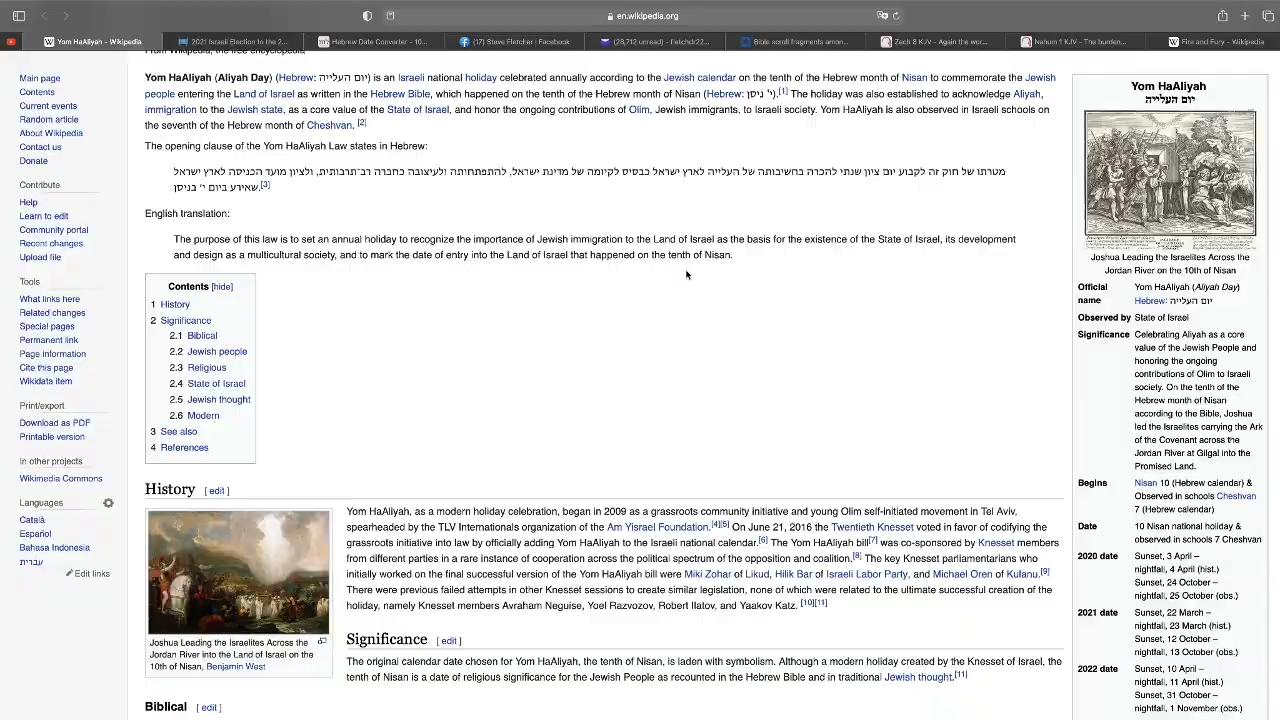 en.wikipedia.org
Yom HaAliyah - Wikipedia
2021 Israeli Election to the 2...
Hebrew Date Converter - 10...
(17) Steve Fletcher | Facebook
(28,712 unread) - fletchdr22...
Bible scroll fragments amon...
Zech 8 KJV - Again the wor...
Nahum 1 KJV - The burden...
Fire and Fury - Wikipedia
From Wikipedia, the free encyclopedia
Main page
Contents
Current events
Random article
About Wikipedia
Contact us
Donate
Contribute
Help
Learn to edit
Community portal
Recent changes
Upload file
Tools
What links here
Related changes
Special pages
Permanent link
Page information
Cite this page
Wikidata item
Print/export
Download as PDF
Printable version
In other projects
Wikimedia Commons
Languages
Català
Español
Bahasa Indonesia
עברית
Edit links
Yom HaAliyah (Aliyah Day) (Hebrew: יום העלייה) is an Israeli national holiday celebrated annually according to the Jewish calendar on the tenth of the Hebrew month of Nisan to commemorate the Jewish
people entering the Land of Israel as written in the Hebrew Bible, which happened on the tenth of the Hebrew month of Nisan (Hebrew: י' ניסן).[1] The holiday was also established to acknowledge Aliyah,
immigration to the Jewish state, as a core value of the State of Israel, and honor the ongoing contributions of Olim, Jewish immigrants, to Israeli society. Yom HaAliyah is also observed in Israeli schools on
the seventh of the Hebrew month of Cheshvan. [2]
The opening clause of the Yom HaAliyah Law states in Hebrew:
מטרתו של חוק זה לקבוע יום ציון שנתי להכרה בחשיבותה של העלייה לארץ ישראל כבסיס לקיומה של מדינת ישראל, להתפתחותה ולעיצובה כחברה רב־תרבותית, ולציון מועד הכניסה לארץ ישראל
שאירע ביום י׳ בניסן.[3]
English translation:
The purpose of this law is to set an annual holiday to recognize the importance of Jewish immigration to the Land of Israel as the basis for the existence of the State of Israel, its development
and design as a multicultural society, and to mark the date of entry into the Land of Israel that happened on the tenth of Nisan.
Contents [hide]
1 History
2 Significance
2.1 Biblical
2.2 Jewish people
2.3 Religious
2.4 State of Israel
2.5 Jewish thought
2.6 Modern
3 See also
4 References
History [ edit ]
Joshua Leading the Israelites Across the
Jordan River into the Land of Israel on the
10th of Nisan, Benjamin West
Yom HaAliyah, as a modern holiday celebration, began in 2009 as a grassroots community initiative and young Olim self-initiated movement in Tel Aviv,
spearheaded by the TLV Internationals organization of the Am Yisrael Foundation.[4][5] On June 21, 2016 the Twentieth Knesset voted in favor of codifying the
grassroots initiative into law by officially adding Yom HaAliyah to the Israeli national calendar.[6] The Yom HaAliyah bill[7] was co-sponsored by Knesset members
from different parties in a rare instance of cooperation across the political spectrum of the opposition and coalition.[8] The key Knesset parliamentarians who
initially worked on the final successful version of the Yom HaAliyah bill were Miki Zohar of Likud, Hilik Bar of Israeli Labor Party, and Michael Oren of Kulanu.[9]
There were previous failed attempts in other Knesset sessions to create similar legislation, none of which were related to the ultimate successful creation of the
holiday, namely Knesset members Avraham Neguise, Yoel Razvozov, Robert Ilatov, and Yaakov Katz. [10][11]
Significance [ edit ]
The original calendar date chosen for Yom HaAliyah, the tenth of Nisan, is laden with symbolism. Although a modern holiday created by the Knesset of Israel, the
tenth of Nisan is a date of religious significance for the Jewish People as recounted in the Hebrew Bible and in traditional Jewish thought.[11]
Biblical [ edit ]
Yom HaAliyah
יום העלייה
Joshua Leading the Israelites Across the
Jordan River on the 10th of Nisan
Official name Yom HaAliyah (Aliyah Day)
Hebrew: יום העלייה
Observed by State of Israel
Significance Celebrating Aliyah as a core
value of the Jewish People and
honoring the ongoing
contributions of Olim to Israeli
society. On the tenth of the
Hebrew month of Nisan
according to the Bible, Joshua
led the Israelites carrying the Ark
of the Covenant across the
Jordan River at Gilgal into the
Promised Land.
Begins Nisan 10 (Hebrew calendar) &
Observed in schools Cheshvan
7 (Hebrew calendar)
Date 10 Nisan national holiday &
observed in schools 7 Cheshvan
2020 date Sunset, 3 April –
nightfall, 4 April (hist.)
Sunset, 24 October –
nightfall, 25 October (obs.)
2021 date Sunset, 22 March –
nightfall, 23 March (hist.)
Sunset, 12 October –
nightfall, 13 October (obs.)
2022 date Sunset, 10 April –
nightfall, 11 April (hist.)
Sunset, 31 October –
nightfall, 1 November (obs.)